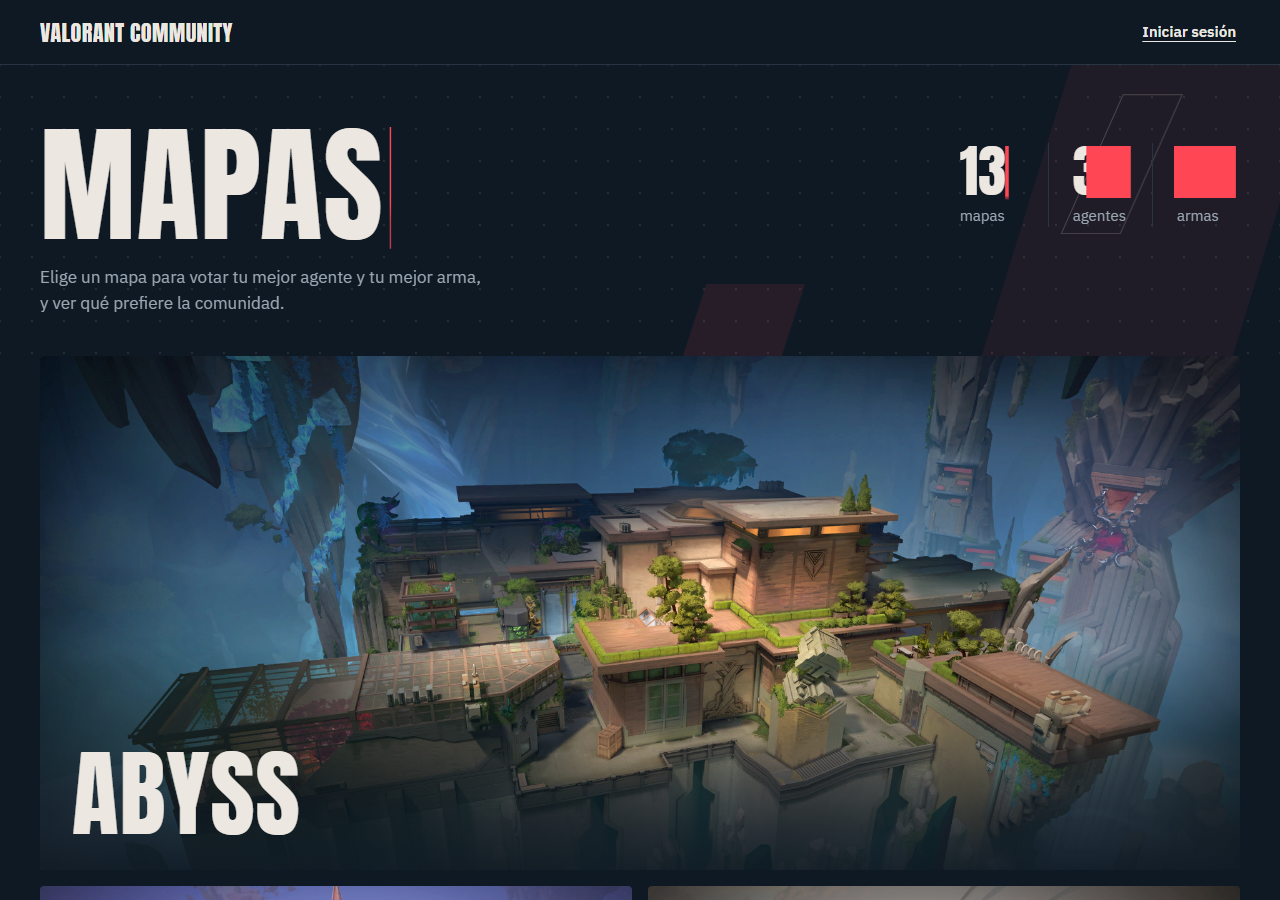 VALORANT COMMUNITY
Iniciar sesión
MAPAS
13
mapas
agentes
armas
Elige un mapa para votar tu mejor agente y tu mejor arma,
y ver qué prefiere la comunidad.
ABYSS